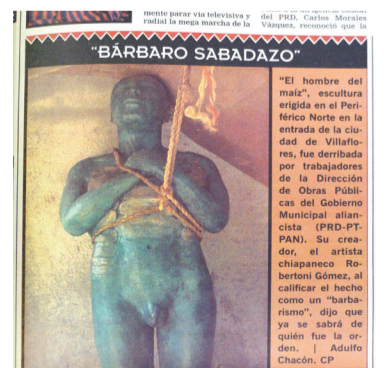 mente parar vía televisiva y
radial la mega marcha de la
del PRD, Carlos Morales
Vázquez, reconoció que la
"BÁRBARO SABADAZO"
"El hombre del
maíz", escultura
erigida en el Peri-
férico Norte en la
entrada de la ciu-
dad de Villaflo-
res, fue derribada
por trabajadores
de la Dirección
de Obras Públi-
cas del Gobierno
Municipal alian-
cista (PRD-PT-
PAN). Su crea-
dor, el artista
chiapaneco Ro-
bertoni Gómez, al
calificar el hecho
como un "barba-
rismo", dijo que
ya se sabrá de
quién fue la or-
den. | Adulfo
Chacón. CP